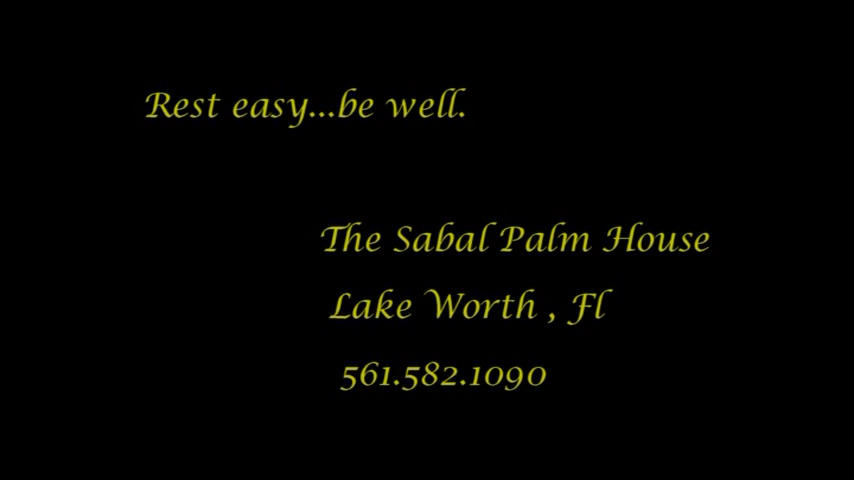 Rest easy...be well.
The Sabal Palm House
Lake Worth , Fl
561.582.1090